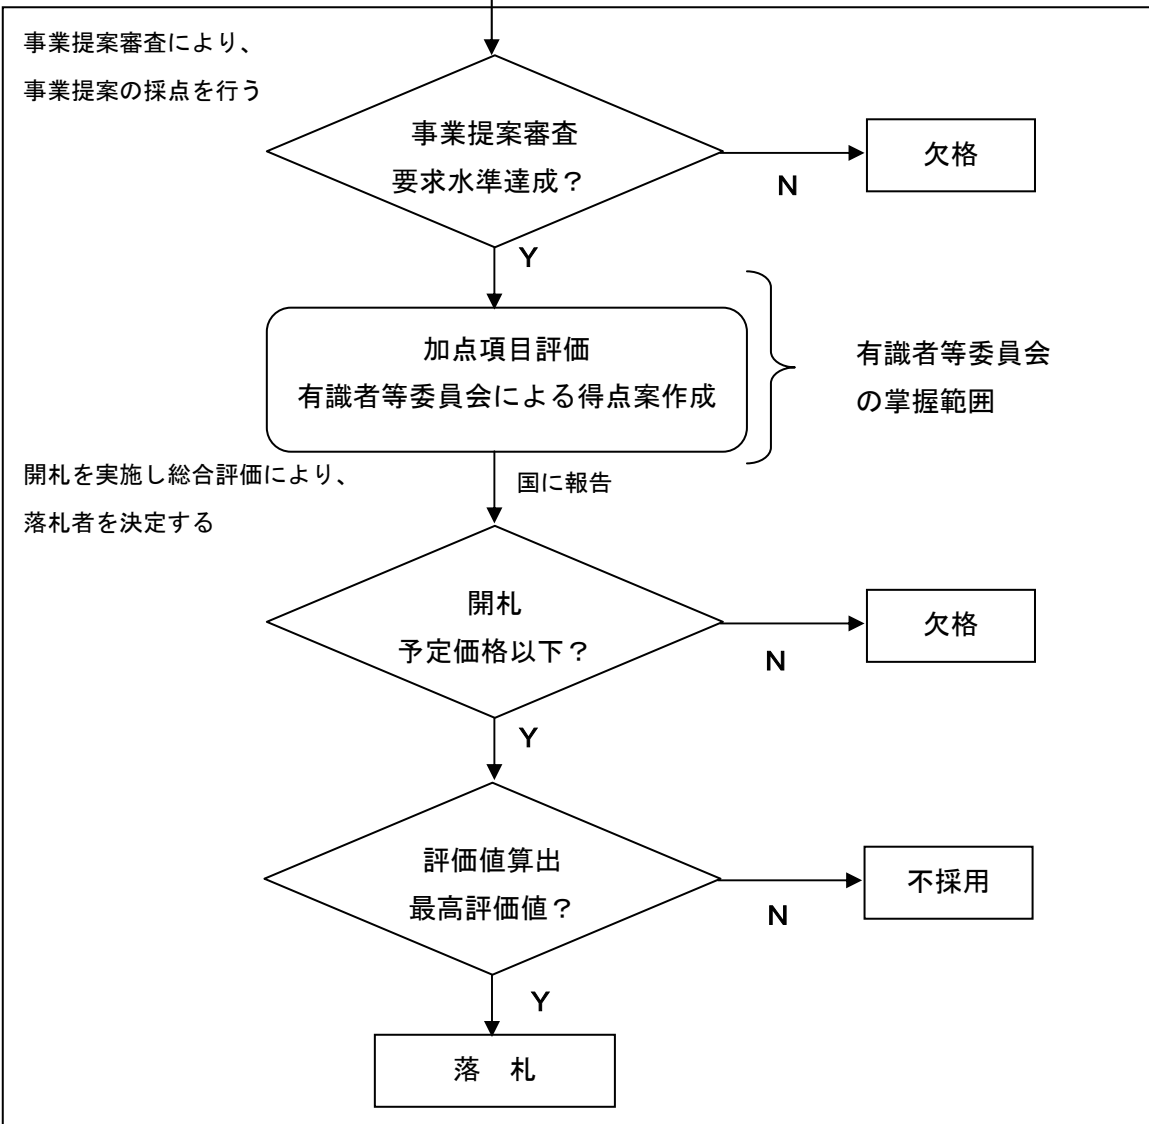 事業提案審査により、
事業提案の採点を行う
事業提案審査
要求水準達成？
欠格
N
Y
加点項目評価
有識者等委員会による得点案作成
有識者等委員会
の掌握範囲
開札を実施し総合評価により、
落札者を決定する
国に報告
開札
予定価格以下？
欠格
N
Y
評価値算出
最高評価値？
不採用
N
Y
落　札